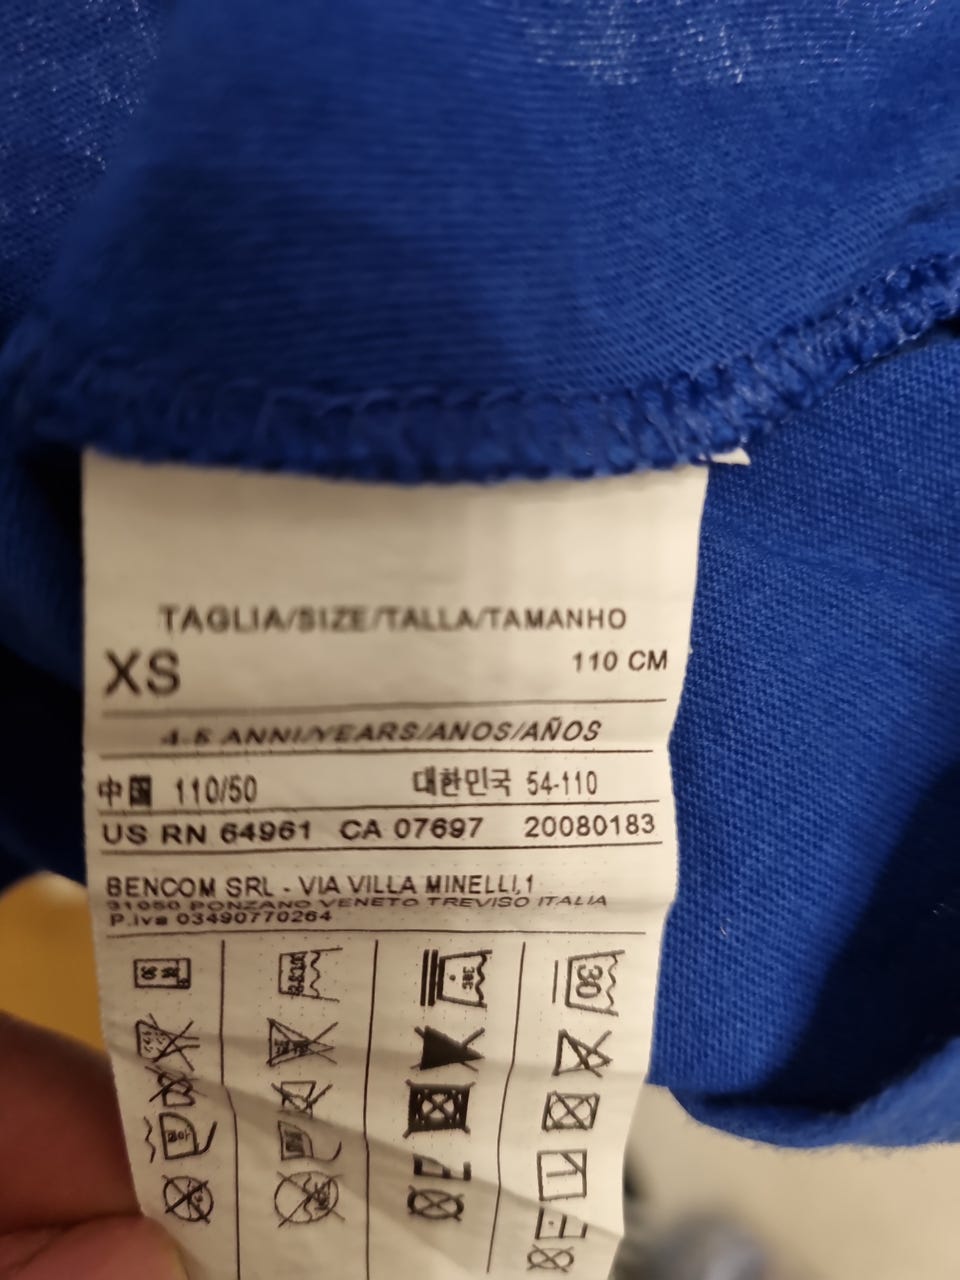 TAGLIA/SIZE/TALLA/TAMANHO
XS 110 CM
4-5 ANNI/YEARS/ANOS/AÑOS
中国 110/50 대한민국 54-110
US RN 64961 CA 07697 20080183
BENCOM SRL - VIA VILLA MINELLI,1
31050 PONZANO VENETO TREVISO ITALIA
P.iva 03490770264
30